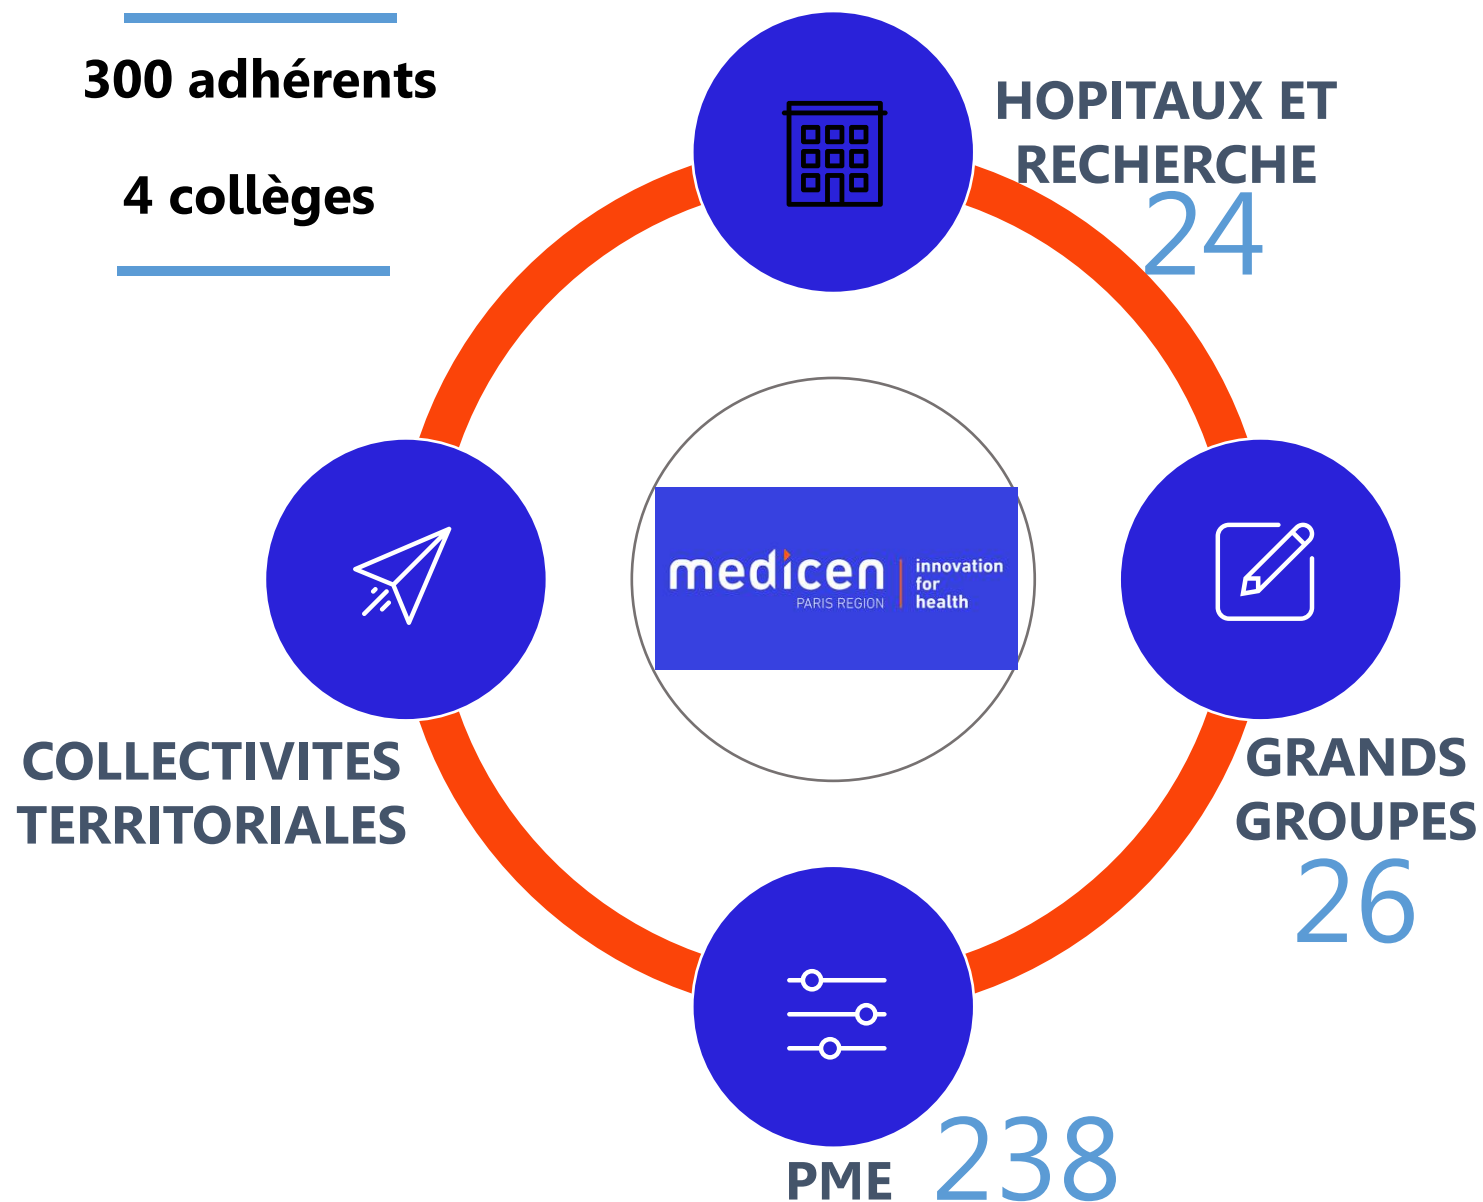 300 adhérents
4 collèges
HOPITAUX ET
RECHERCHE
24
medicen
PARIS REGION
innovation
for
health
COLLECTIVITES
TERRITORIALES
GRANDS
GROUPES
26
PME 238